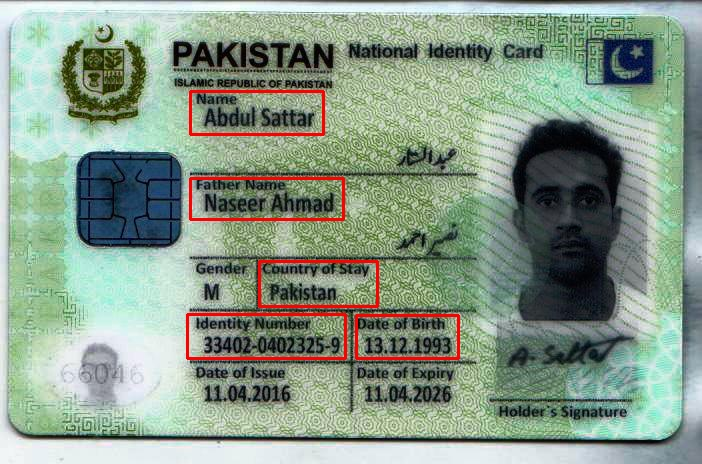 PAKISTAN National Identity Card
ISLAMIC REPUBLIC OF PAKISTAN
Name
Abdul Sattar
عبدالستار
Father Name
Naseer Ahmad
نصیر احمد
Gender Country of Stay
M Pakistan
Identity Number Date of Birth
33402-0402325-9 13.12.1993
Date of Issue Date of Expiry
11.04.2016 11.04.2026
66046
A. Sattar
Holder`s Signature